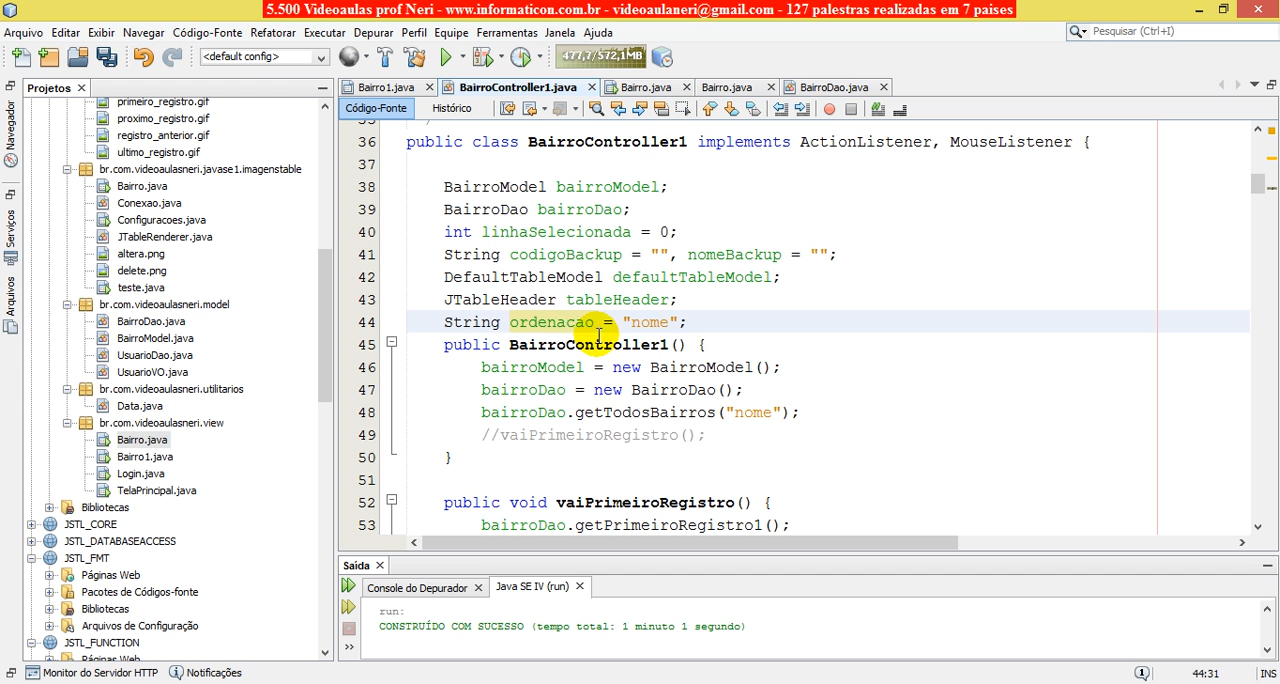 5.500 Videoaulas prof Neri - www.informaticon.com.br - videoaulaneri@gmail.com - 127 palestras realizadas em 7 paises
Arquivo Editar Exibir Navegar Código-Fonte Refatorar Executar Depurar Perfil Equipe Ferramentas Janela Ajuda
Pesquisar (Ctrl+I)
<default config>
477,7/572,1MB
Projetos
Bairro1.java
BairroController1.java
Bairro.java
Bairro.java
BairroDao.java
Código-Fonte
Histórico
Navegador
Serviços
Arquivos
primeiro_registro.gif
proximo_registro.gif
registro_anterior.gif
ultimo_registro.gif
br.com.videoaulasneri.javase1.imagenstable
Bairro.java
Conexao.java
Configuracoes.java
JTableRenderer.java
altera.png
delete.png
teste.java
br.com.videoaulasneri.model
BairroDao.java
BairroModel.java
UsuarioDao.java
UsuarioVO.java
br.com.videoaulasneri.utilitarios
Data.java
br.com.videoaulasneri.view
Bairro.java
Bairro1.java
Login.java
TelaPrincipal.java
Bibliotecas
JSTL_CORE
JSTL_DATABASEACCESS
JSTL_FMT
Páginas Web
Pacotes de Códigos-fonte
Bibliotecas
Arquivos de Configuração
JSTL_FUNCTION
Páginas Web
35 */
36 public class BairroController1 implements ActionListener, MouseListener {
37
38 BairroModel bairroModel;
39 BairroDao bairroDao;
40 int linhaSelecionada = 0;
41 String codigoBackup = "", nomeBackup = "";
42 DefaultTableModel defaultTableModel;
43 JTableHeader tableHeader;
44 String ordenacao = "nome";
45 public BairroController1() {
46 bairroModel = new BairroModel();
47 bairroDao = new BairroDao();
48 bairroDao.getTodosBairros("nome");
49 //vaiPrimeiroRegistro();
50 }
51
52 public void vaiPrimeiroRegistro() {
53 bairroDao.getPrimeiroRegistro1();
Saída
Console do Depurador
Java SE IV (run)
run:
CONSTRUÍDO COM SUCESSO (tempo total: 1 minuto 1 segundo)
Monitor do Servidor HTTP
Notificações
1
44:31
INS